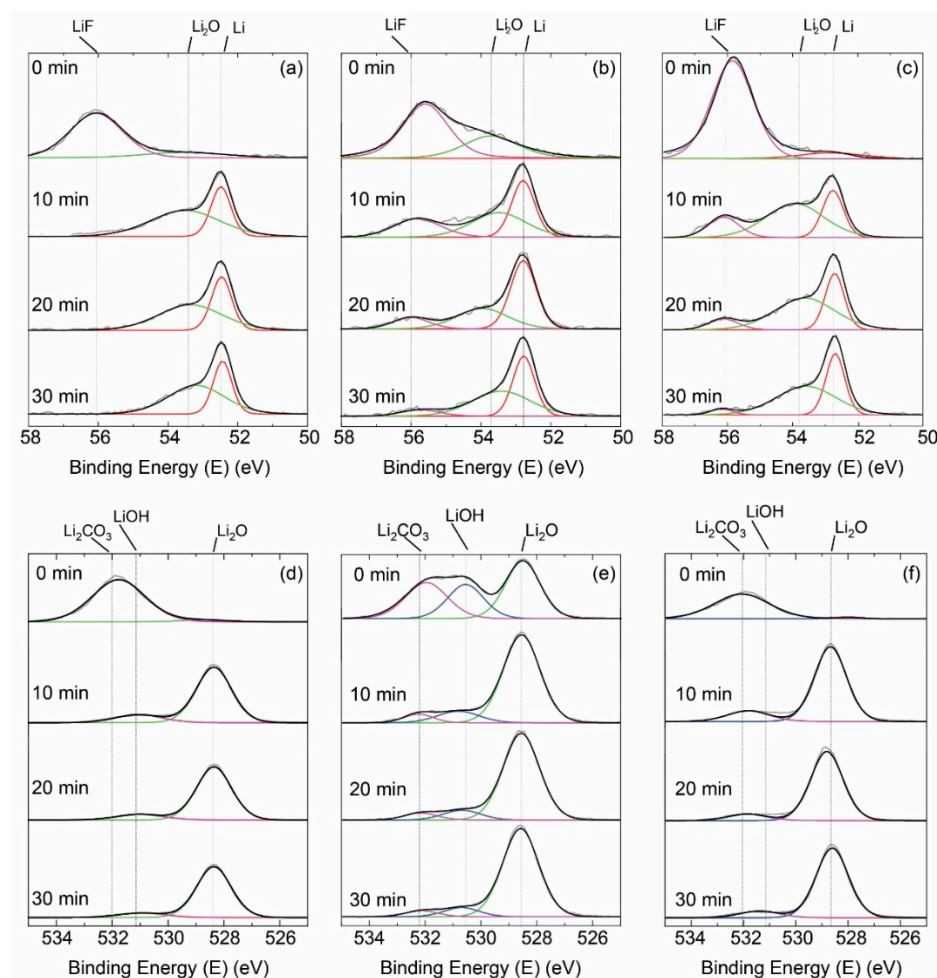 LiF Li₂O Li LiF Li₂O Li LiF Li₂O Li
0 min (a) 0 min (b) 0 min (c)
10 min 10 min 10 min
20 min 20 min 20 min
30 min 30 min 30 min
58 56 54 52 50 58 56 54 52 50 58 56 54 52 50
Binding Energy (E) (eV) Binding Energy (E) (eV) Binding Energy (E) (eV)
Li₂CO₃ LiOH Li₂O Li₂CO₃ LiOH Li₂O Li₂CO₃ LiOH Li₂O
0 min (d) 0 min (e) 0 min (f)
10 min 10 min 10 min
20 min 20 min 20 min
30 min 30 min 30 min
534 532 530 528 526 534 532 530 528 526 534 532 530 528 526
Binding Energy (E) (eV) Binding Energy (E) (eV) Binding Energy (E) (eV)